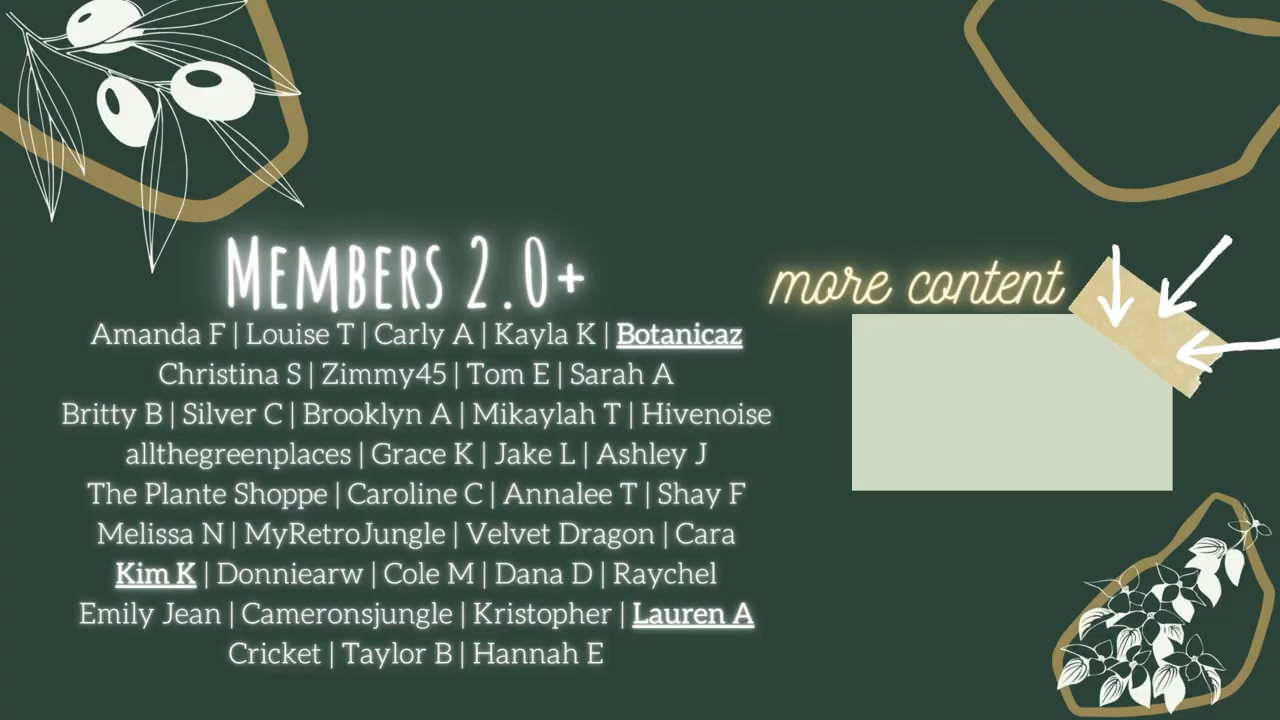 Members 2.0+
Amanda F | Louise T | Carly A | Kayla K | Botanicaz
Christina S | Zimmy45 | Tom E | Sarah A
Britty B | Silver C | Brooklyn A | Mikaylah T | Hivenoise
allthegreenplaces | Grace K | Jake L | Ashley J
The Plante Shoppe | Caroline C | Annalee T | Shay F
Melissa N | MyRetroJungle | Velvet Dragon | Cara
Kim K | Donniearw | Cole M | Dana D | Raychel
Emily Jean | Cameronsjungle | Kristopher | Lauren A
Cricket | Taylor B | Hannah E
more content